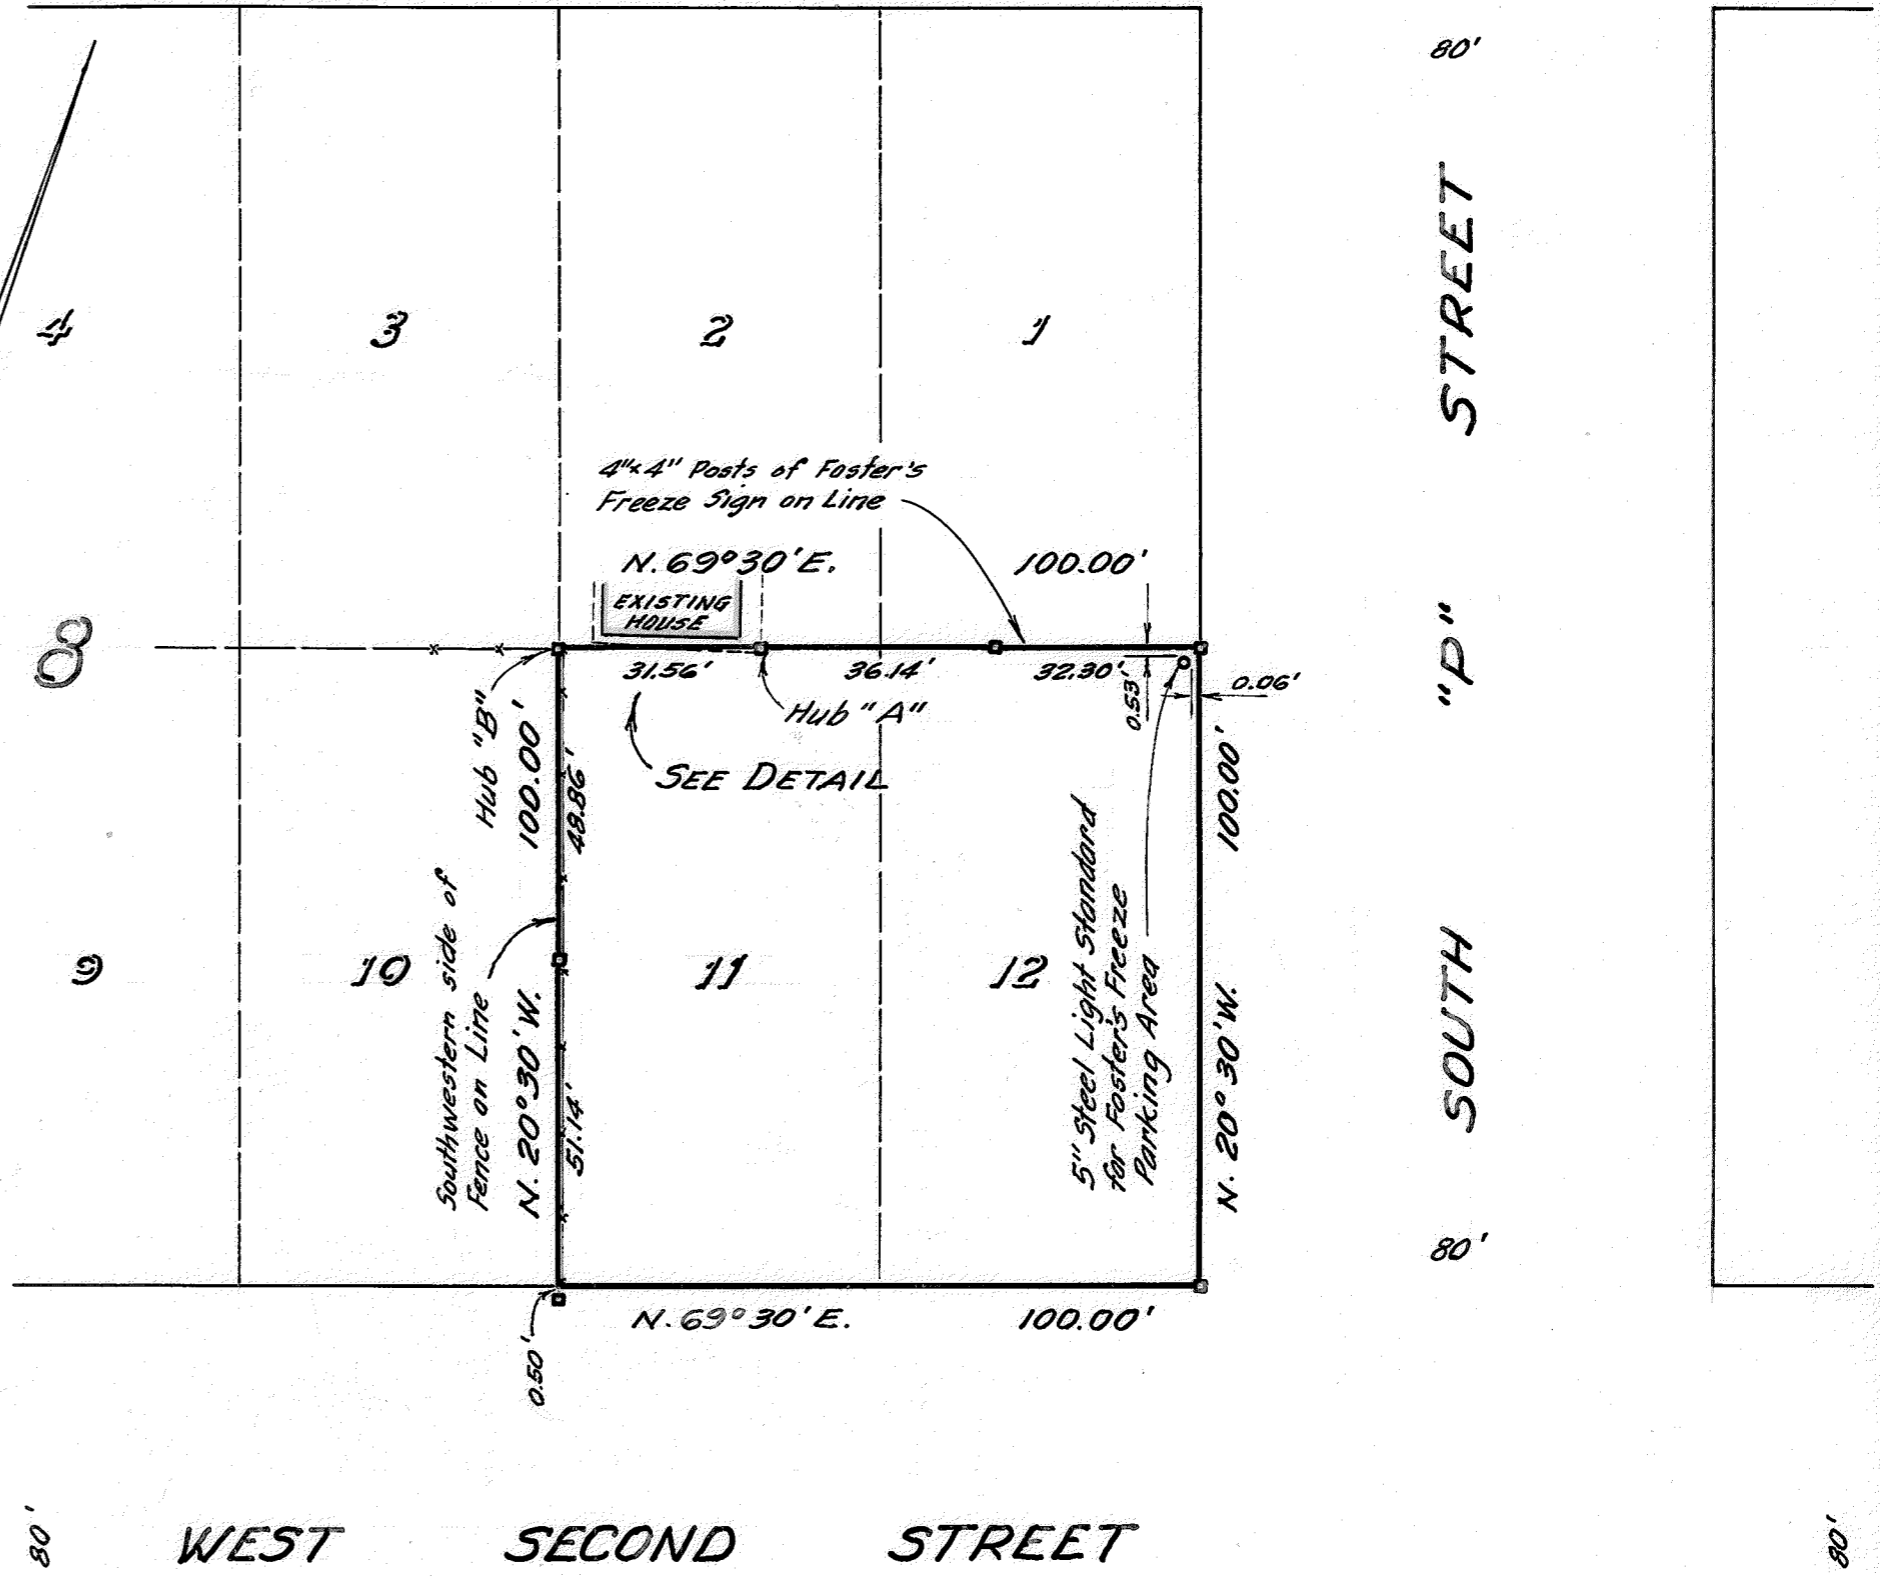 80'
4
3
2
1
STREET
4"x4" Posts of Foster's
Freeze Sign on Line
N. 69°30'E.
100.00'
EXISTING
HOUSE
8
31.56'
36.14'
32.30'
0.53'
0.06'
"P"
Hub "A"
Hub "B"
100.00'
48.86'
SEE DETAIL
100.00'
Southwestern side of
Fence on Line
9
10
11
12
5" Steel Light Standard
for Foster's Freeze
Parking Area
N. 20°30'W.
51.14'
N. 20°30'W.
SOUTH
80'
N. 69°30'E.
100.00'
0.50'
80'
WEST SECOND STREET
80'